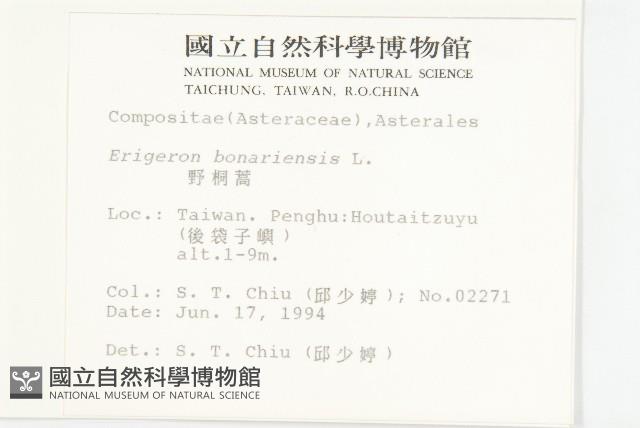 國立自然科學博物館
NATIONAL MUSEUM OF NATURAL SCIENCE
TAICHUNG, TAIWAN, R.O.CHINA
Compositae(Asteraceae),Asterales
Erigeron bonariensis L.
野桐蒿
Loc.: Taiwan. Penghu:Houtaitzuyu
(後袋子嶼)
alt.1-9m.
Col.: S. T. Chiu (邱少婷); No.02271
Date: Jun. 17, 1994
Det.: S. T. Chiu (邱少婷)
國立自然科學博物館
NATIONAL MUSEUM OF NATURAL SCIENCE